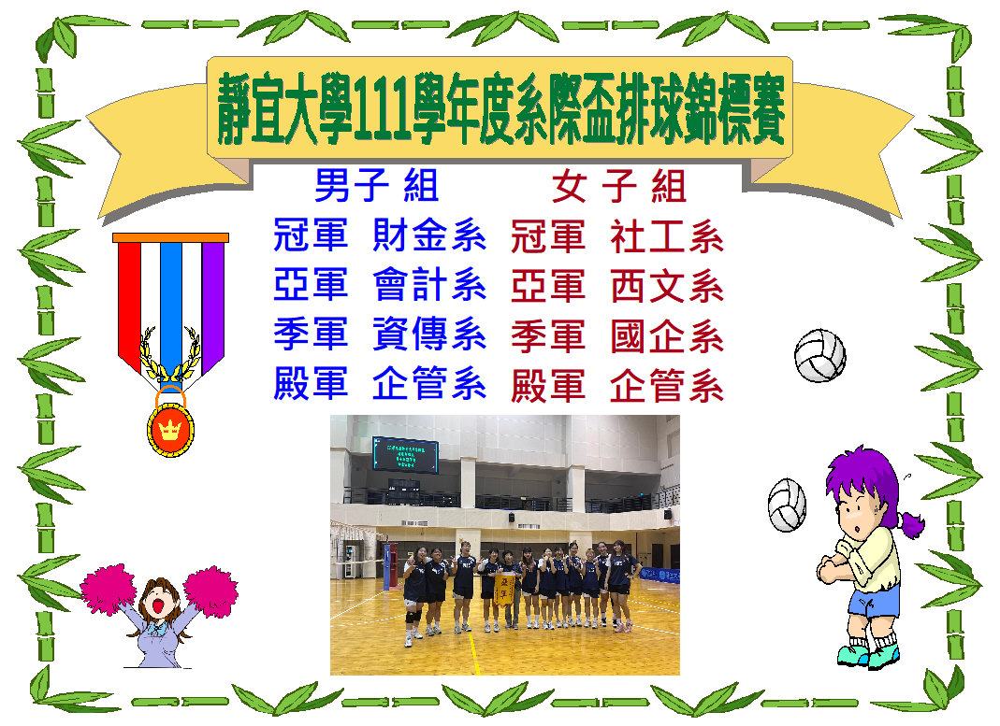 靜宜大學111學年度系際盃排球錦標賽
男子 組
冠軍 財金系
亞軍 會計系
季軍 資傳系
殿軍 企管系
女 子 組
冠軍 社工系
亞軍 西文系
季軍 國企系
殿軍 企管系
亞軍